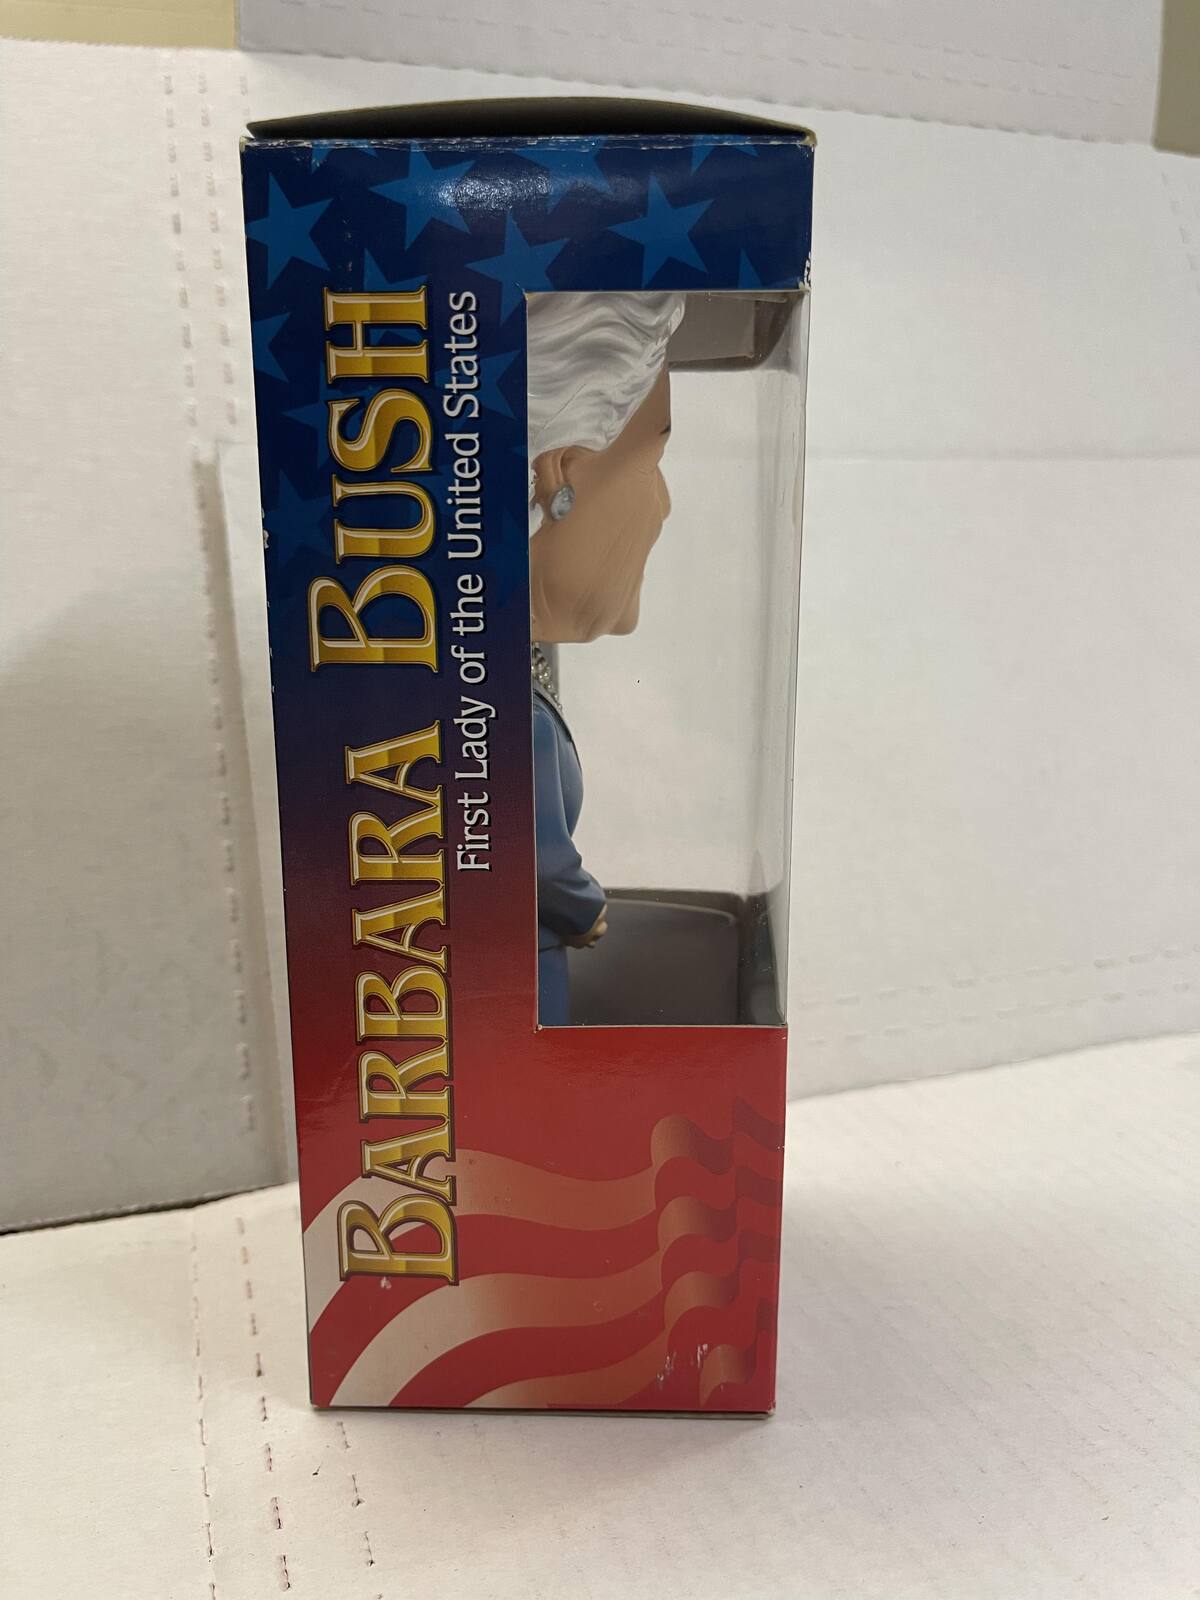 BARBARA BUSH
First Lady of the United States